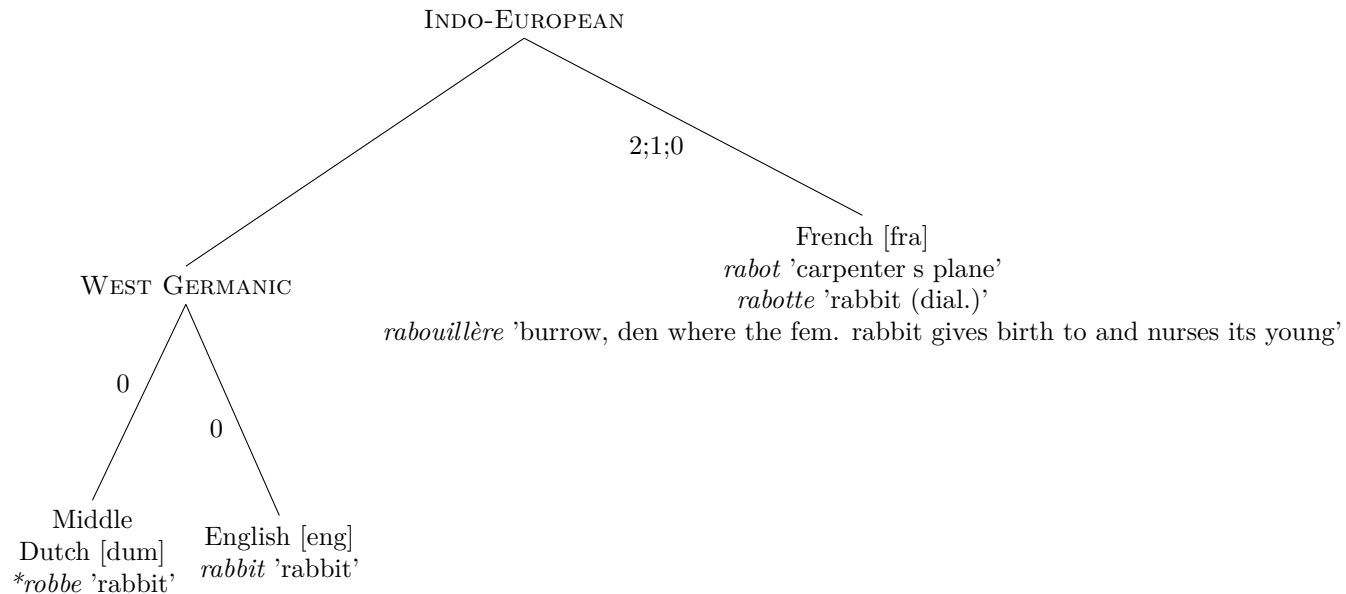 INDO-EUROPEAN
2;1;0
French [fra]
rabot 'carpenter s plane'
rabotte 'rabbit (dial.)'
rabouillère 'burrow, den where the fem. rabbit gives birth to and nurses its young'
WEST GERMANIC
0
0
Middle
Dutch [dum]
*robbe 'rabbit'
English [eng]
rabbit 'rabbit'